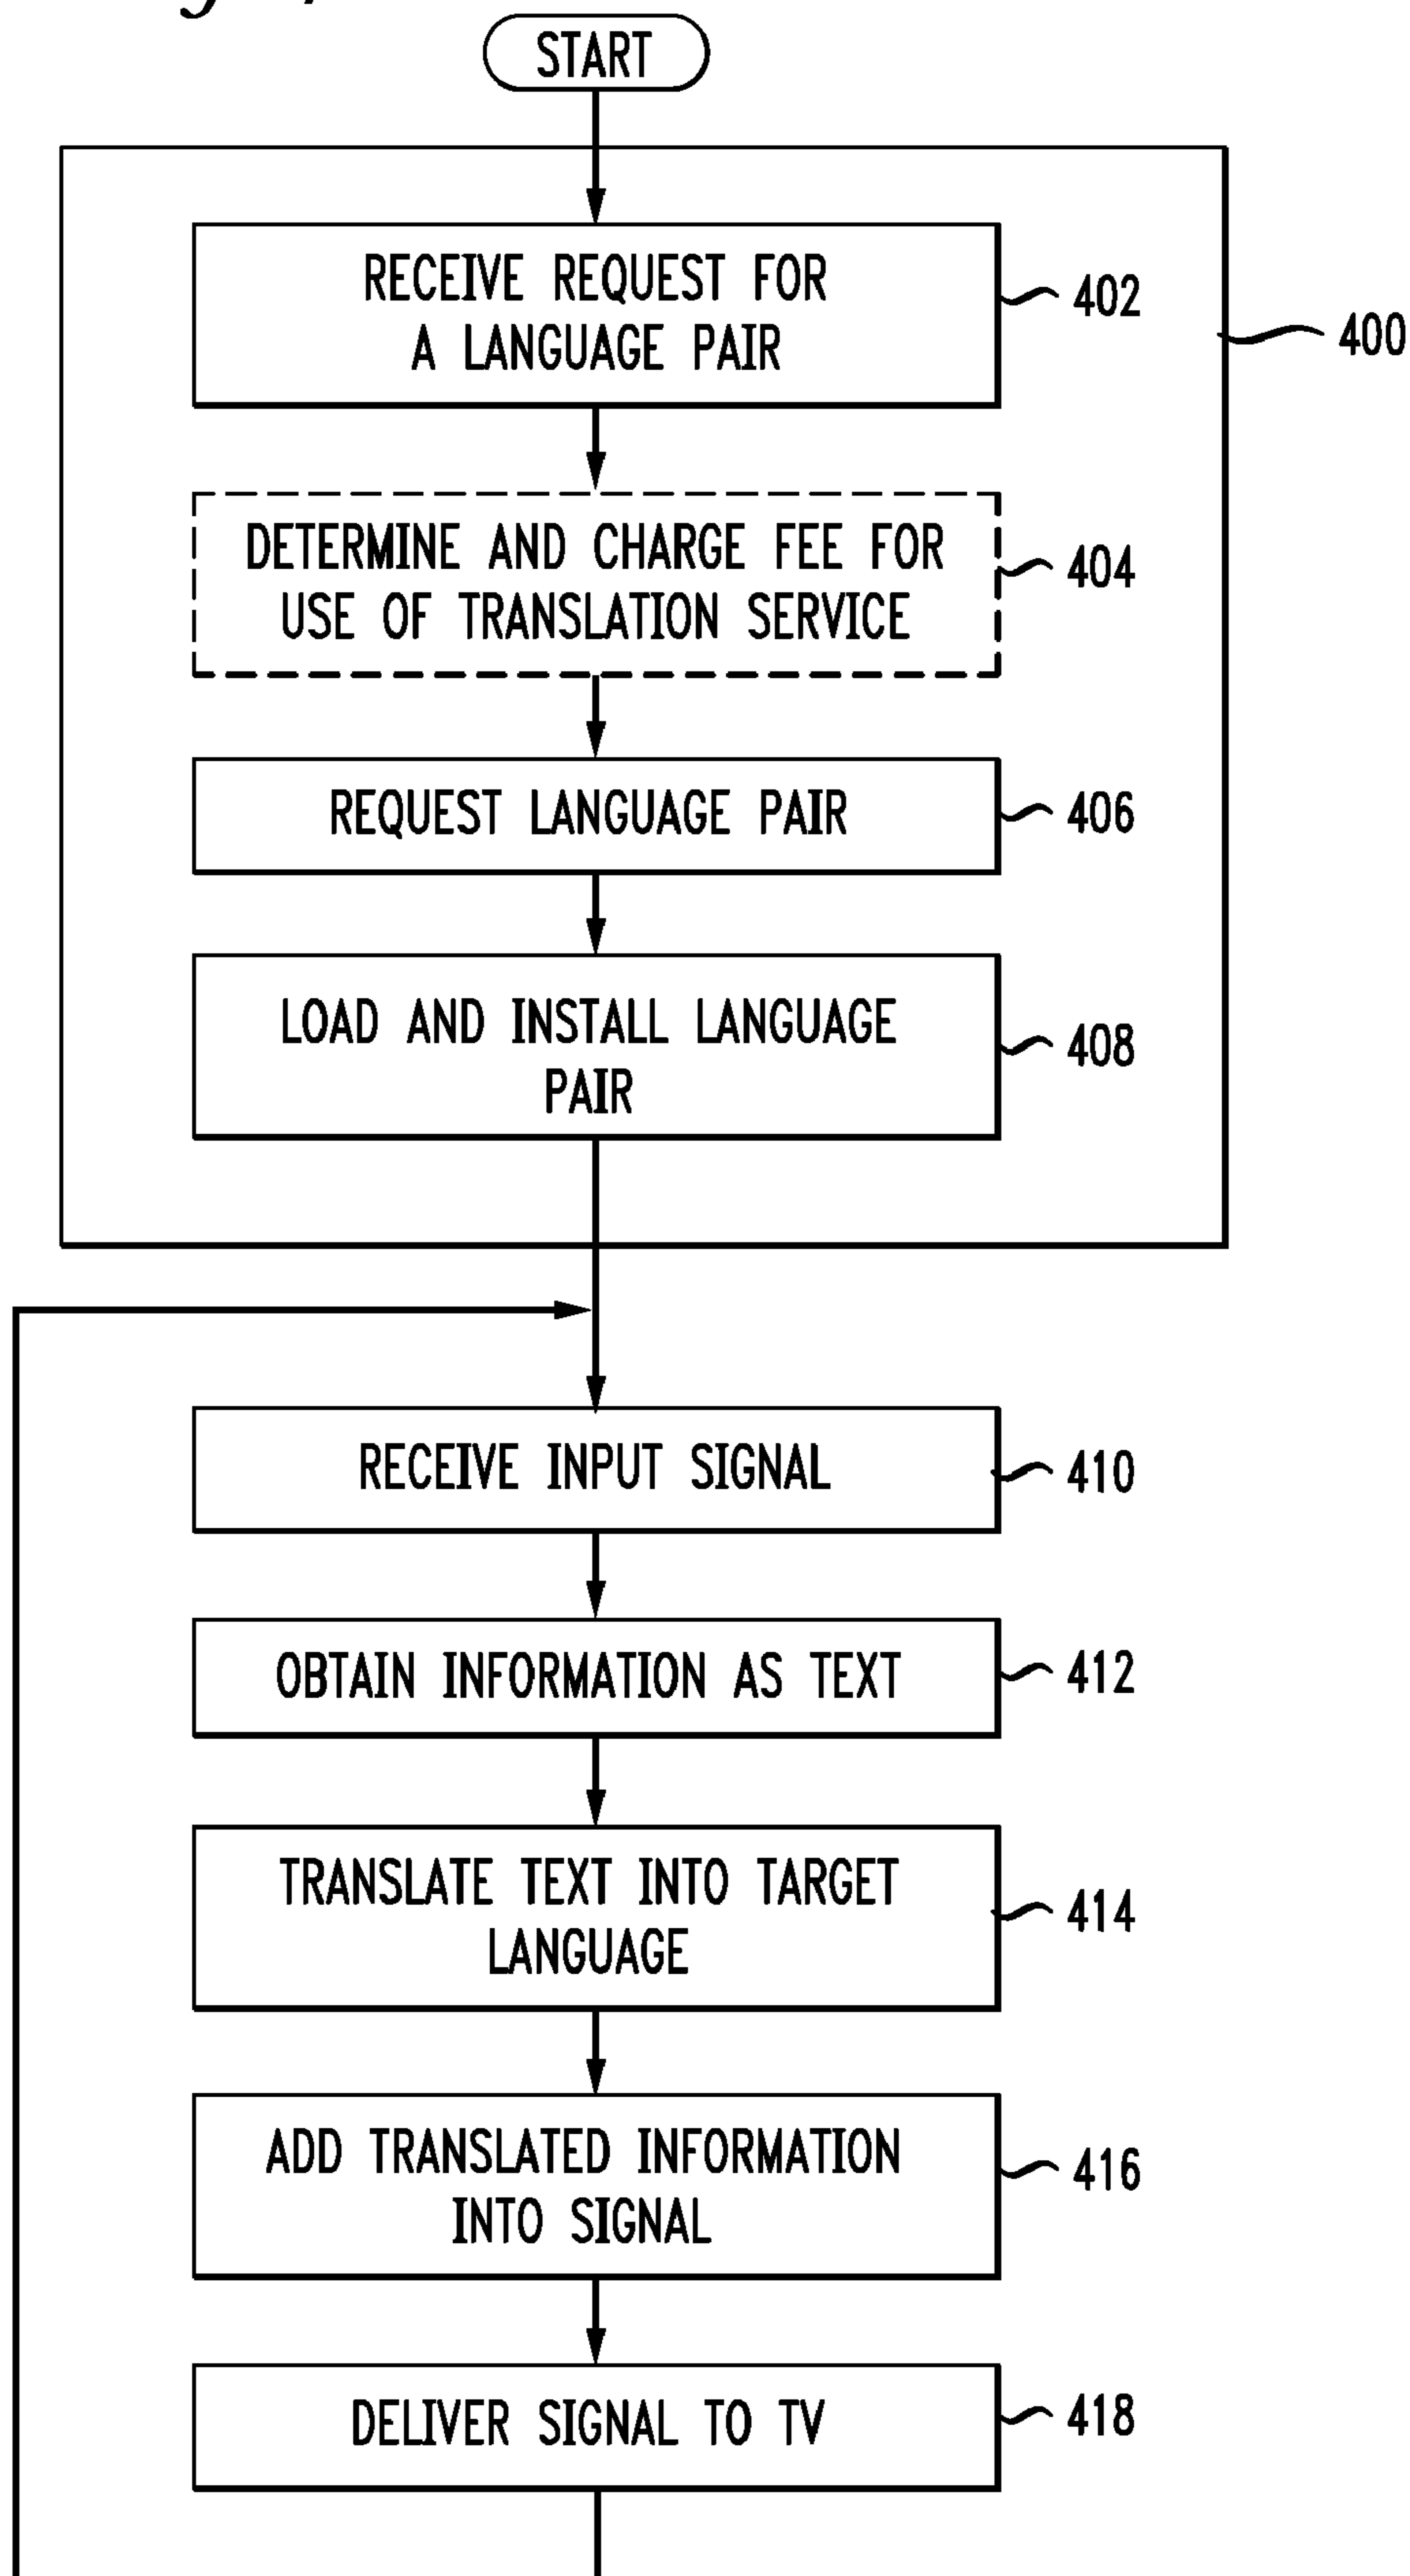 START
RECEIVE REQUEST FOR
A LANGUAGE PAIR
402
400
DETERMINE AND CHARGE FEE FOR
USE OF TRANSLATION SERVICE
404
REQUEST LANGUAGE PAIR
406
LOAD AND INSTALL LANGUAGE
PAIR
408
RECEIVE INPUT SIGNAL
410
OBTAIN INFORMATION AS TEXT
412
TRANSLATE TEXT INTO TARGET
LANGUAGE
414
ADD TRANSLATED INFORMATION
INTO SIGNAL
416
DELIVER SIGNAL TO TV
418